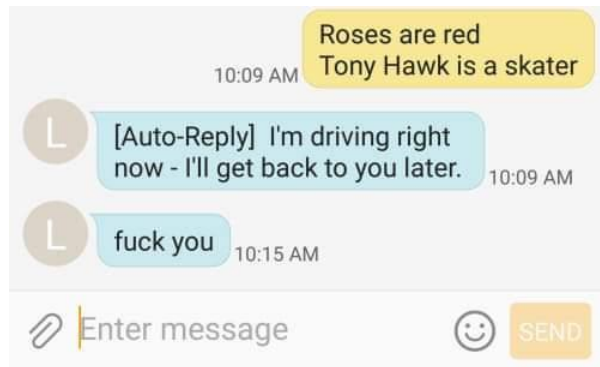 Roses are red
Tony Hawk is a skater
10:09 AM
L
[Auto-Reply]  I'm driving right
now - I'll get back to you later.
10:09 AM
L
fuck you
10:15 AM
Enter message
SEND